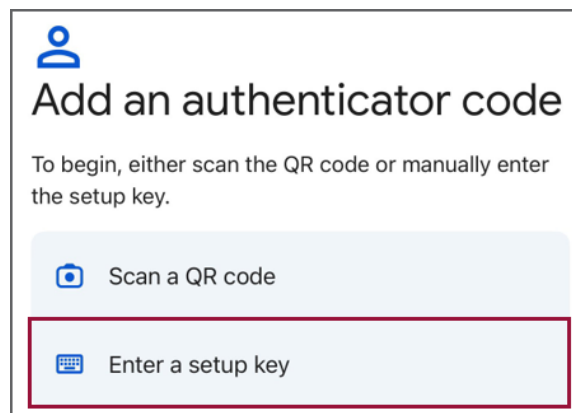 Add an authenticator code
To begin, either scan the QR code or manually enter
the setup key.
Scan a QR code
Enter a setup key